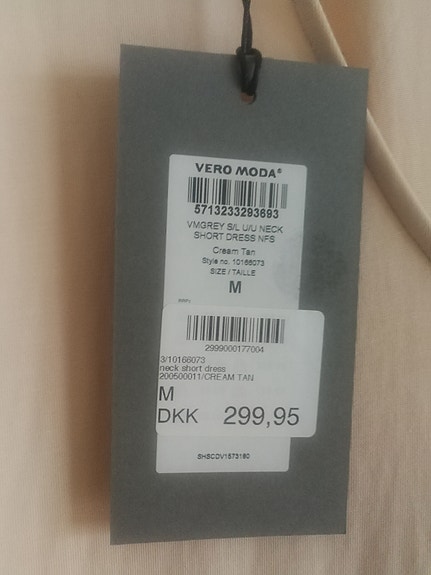 VERO MODA®
5713233293693
VMGREY S/L U/U NECK
SHORT DRESS NFS
Cream Tan
Style no. 10166073
SIZE / TAILLE
M
2999000177004
3/10166073
neck short dress
200500011/CREAM TAN
M
DKK 299,95
SHSCDV1573180